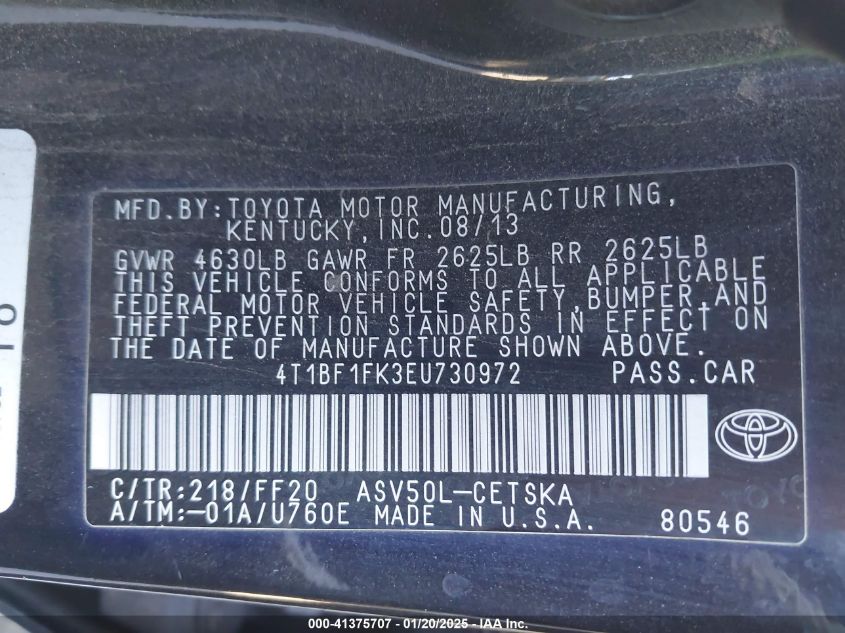 MFD.BY:TOYOTA MOTOR MANUFACTURING,
KENTUCKY,INC.08/13
GVWR 4630LB GAWR FR 2625LB RR 2625LB
THIS VEHICLE CONFORMS TO ALL APPLICABLE
FEDERAL MOTOR VEHICLE SAFETY,BUMPER,AND
THEFT PREVENTION STANDARDS IN EFFECT ON
THE DATE OF MANUFACTURE SHOWN ABOVE.
4T1BF1FK3EU730972 PASS.CAR
C/TR:218/FF20 ASV50L-CETSKA
A/TM:-01A/U760E MADE IN U.S.A. 80546
000-41375707 - 01/20/2025 - IAA Inc.